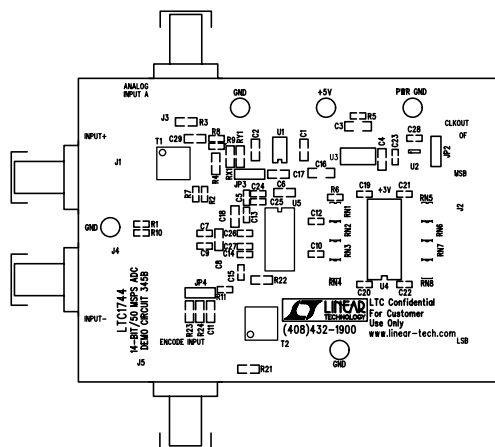 ANALOG
INPUT A
GND
+5V
PWR GND
J3
R3
R5
C3
CLKOUT
OF
C29
R8
T1
R4
R9
RY1
RX1
C2
U1
C1
U3
C4
C23
C28
U2
JP2
MSB
INPUT+
J1
JP3
C17
C16
R7
R2
C5
C24
C6
C25
U5
R6
C19
+3V
C21
RN5
J2
C18
C13
RN1
RN2
RN3
RN4
RN6
RN7
RN8
GND
R1
R10
C7
C9
C8
C26
C27
C14
C15
C12
C10
J4
R22
C20
U4
C22
JP4
R11
R23
R24
C11
INPUT-
LTC1744
14-BIT/50 MSPS ADC
DEMO CIRCUIT 345B
ENCODE INPUT
T2
LINEAR
TECHNOLOGY
(408)432-1900
LTC Confidential
For Customer
Use Only
www.linear-tech.com
LSB
J5
R21
GND